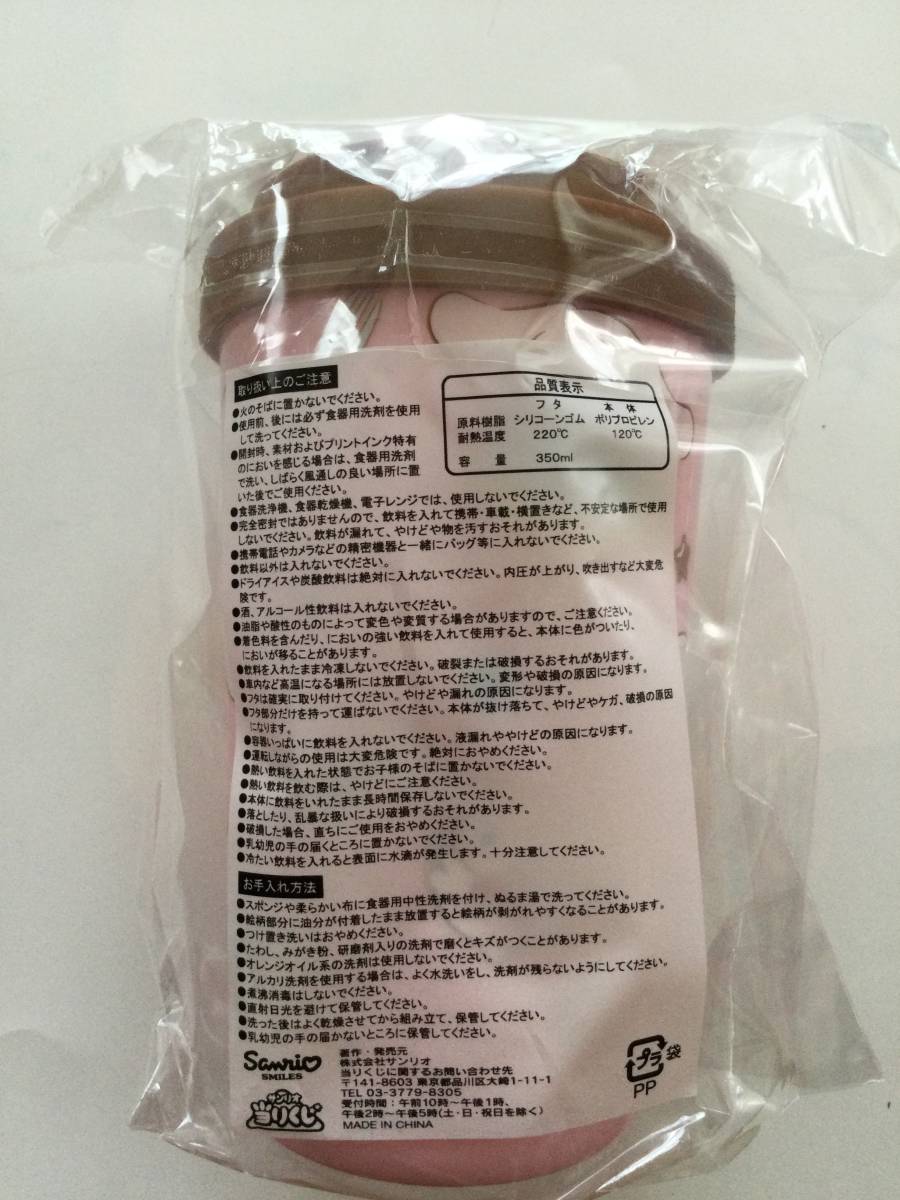 取り扱い上のご注意
●火のそばに置かないでください。
●使用前、後には必ず食器用洗剤を使用
して洗ってください。
●開封時、素材およびプリントインク特有
のにおいを感じる場合は、食器用洗剤
で洗い、しばらく風通しの良い場所に置
いた後でご使用ください。
品質表示
フタ 本体
原料樹脂 シリコーンゴム ポリプロピレン
耐熱温度 220℃ 120℃
容量 350ml
●食器洗浄機、食器乾燥機、電子レンジでは、使用しないでください。
●完全密封ではありませんので、飲料を入れて携帯・車載・横置きなど、不安定な場所で使用
しないでください。飲料が漏れて、やけどや物を汚すおそれがあります。
●携帯電話やカメラなどの精密機器と一緒にバッグ等に入れないでください。
●飲料以外は入れないでください。
●ドライアイスや炭酸飲料は絶対に入れないでください。内圧が上がり、吹き出すなど大変危
険です。
●酒、アルコール性飲料は入れないでください。
●油脂や酸性のものによって変色や変質する場合がありますので、ご注意ください。
●着色料を含んだり、においの強い飲料を入れて使用すると、本体に色がついたり、
においが移ることがあります。
●飲料を入れたまま冷凍しないでください。破裂または破損するおそれがあります。
●車内など高温になる場所には放置しないでください。変形や破損の原因になります。
●フタは確実に取り付けてください。やけどや漏れの原因になります。
●フタ部分だけを持って運ばないでください。本体が抜け落ちて、やけどやケガ、破損の原因
になります。
●容器いっぱいに飲料を入れないでください。液漏れややけどの原因になります。
●運転しながらの使用は大変危険です。絶対におやめください。
●熱い飲料を入れた状態でお子様のそばに置かないでください。
●熱い飲料を飲む際は、やけどにご注意ください。
●本体に飲料をいれたまま長時間保存しないでください。
●落としたり、乱暴な扱いにより破損するおそれがあります。
●破損した場合、直ちにご使用をおやめください。
●乳幼児の手の届くところに置かないでください。
●冷たい飲料を入れると表面に水滴が発生します。十分注意してください。
お手入れ方法
●スポンジや柔らかい布に食器用中性洗剤を付け、ぬるま湯で洗ってください。
●絵柄部分に油分が付着したまま放置すると絵柄が剥がれやすくなることがあります。
●つけ置き洗いはおやめください。
●たわし、みがき粉、研磨剤入りの洗剤で磨くとキズがつくことがあります。
●オレンジオイル系の洗剤は使用しないでください。
●アルカリ洗剤を使用する場合は、よく水洗いをし、洗剤が残らないようにしてください。
●煮沸消毒はしないでください。
●直射日光を避けて保管してください。
●洗った後はよく乾燥させてから組み立て、保管してください。
●乳幼児の手の届かないところに保管してください。
Sanrio
SMILES
サンリオ
当りくじ
著作・発売元
株式会社サンリオ
当りくじに関するお問い合わせ先
〒141-8603 東京都品川区大崎1-11-1
TEL 03-3779-8305
受付時間:午前10時～午後1時、
午後2時～午後5時(土・日・祝日を除く)
MADE IN CHINA
プラ 袋
PP